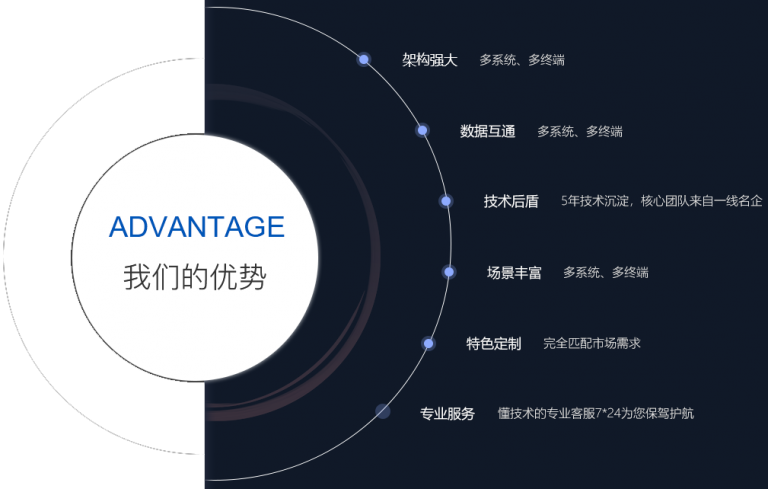 ADVANTAGE
我们的优势
架构强大 多系统、多终端
数据互通 多系统、多终端
技术后盾 5年技术沉淀，核心团队来自一线名企
场景丰富 多系统、多终端
特色定制 完全匹配市场需求
专业服务 懂技术的专业客服7*24为您保驾护航